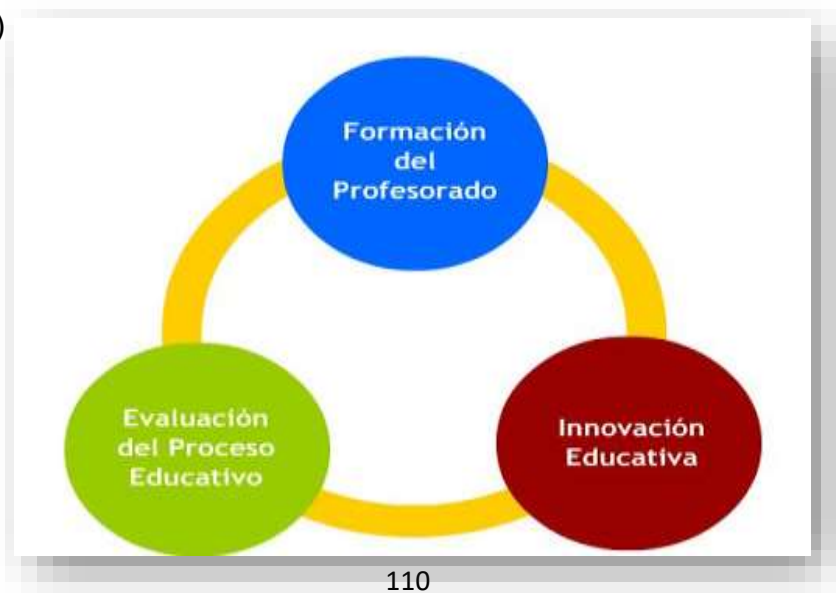 )
Formación
del
Profesorado
Evaluación
del Proceso
Educativo
Innovación
Educativa
110